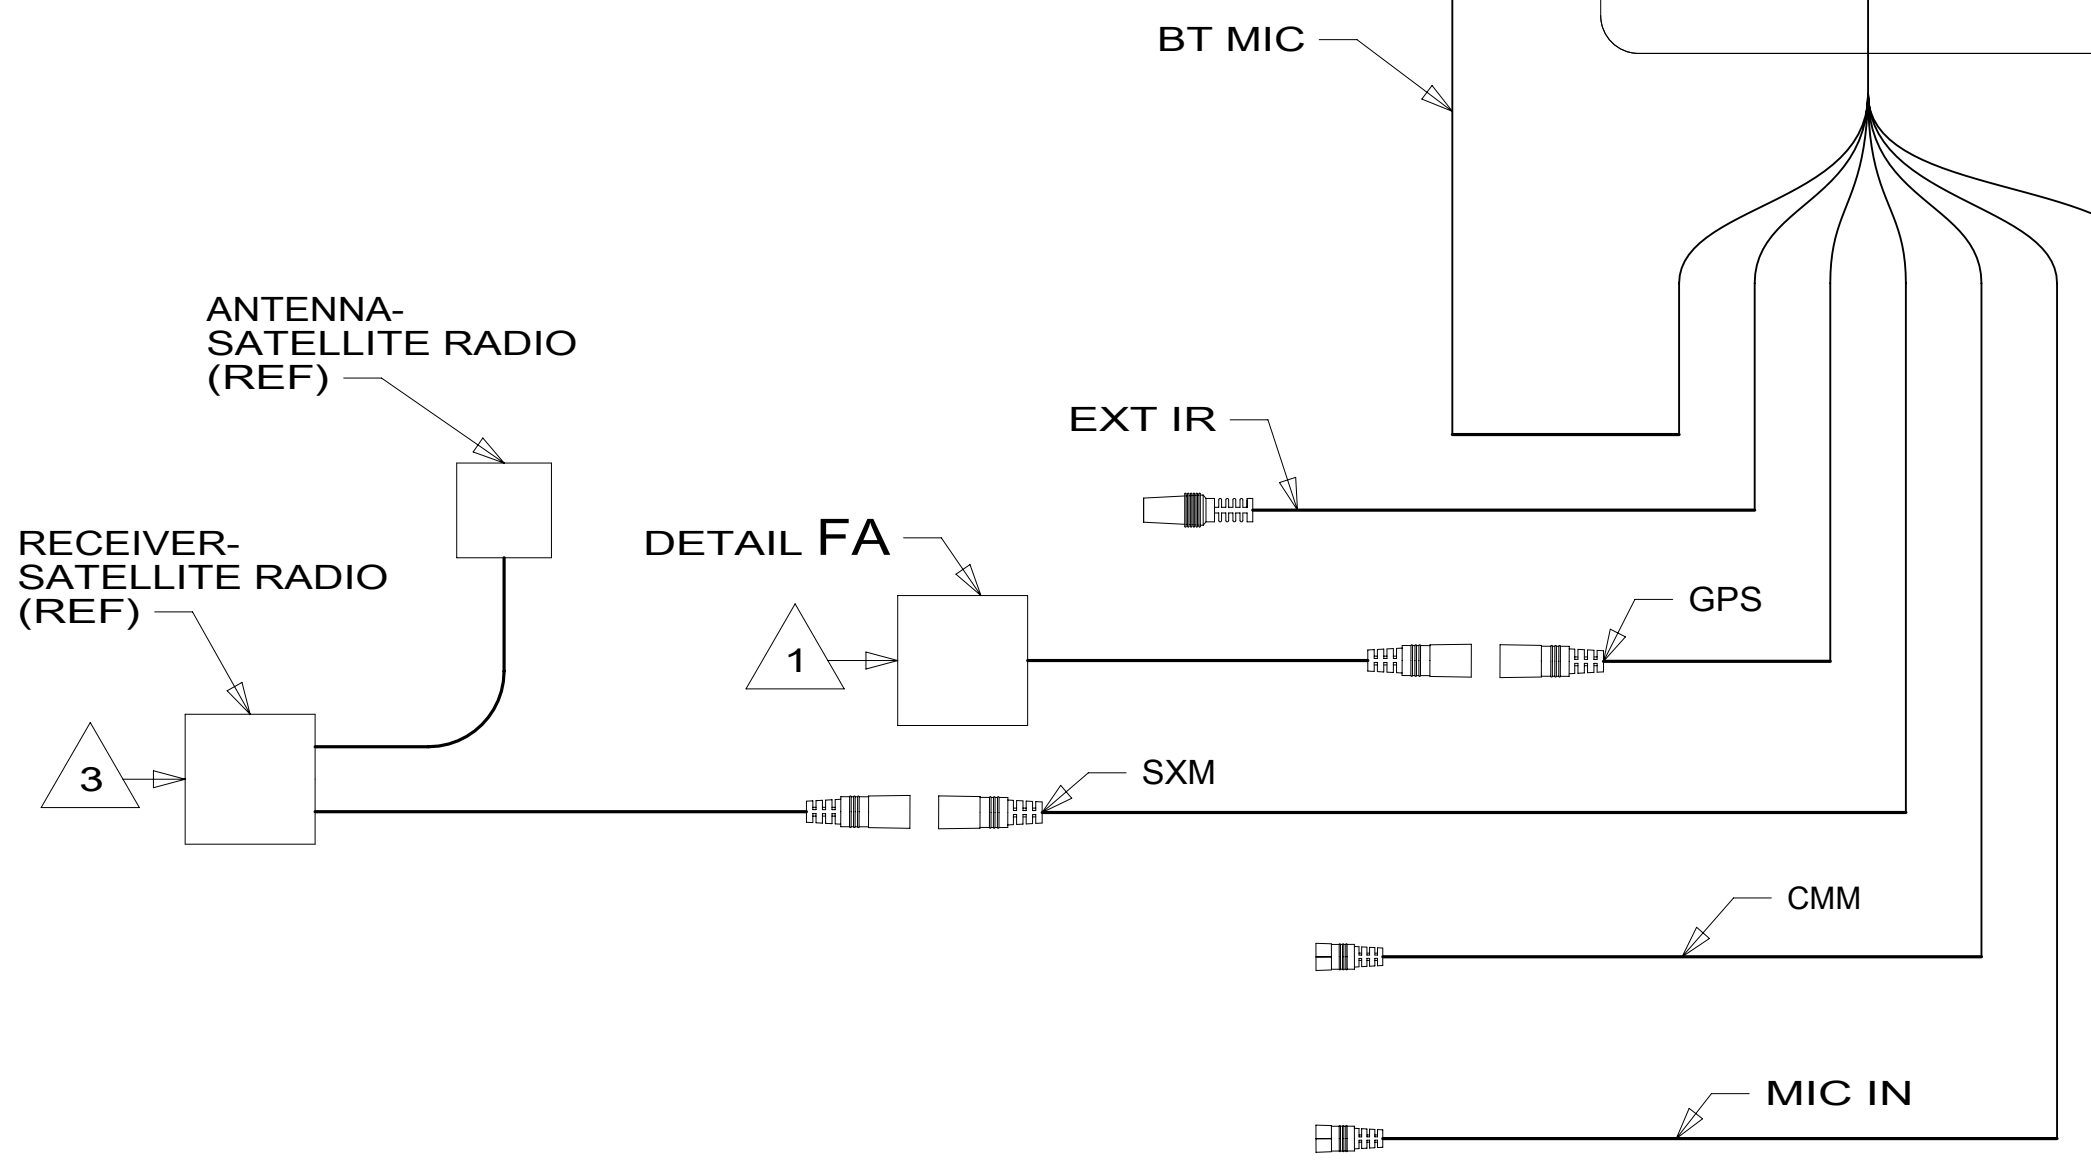 BT MIC
ANTENNA-
SATELLITE RADIO
(REF)
EXT IR
RECEIVER-
SATELLITE RADIO
(REF)
DETAIL FA
GPS
1
SXM
3
CMM
MIC IN